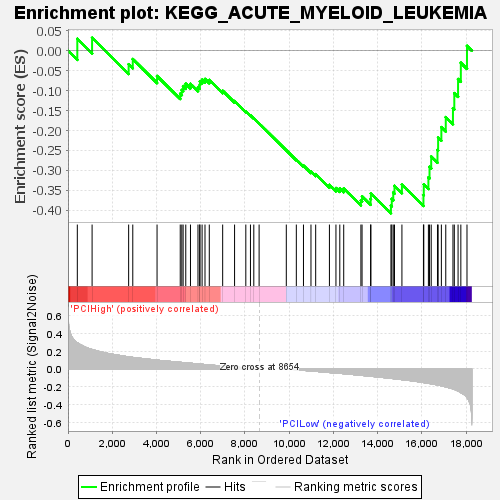 Enrichment plot: KEGG_ACUTE_MYELOID_LEUKEMIA
Enrichment score (ES)
0.05
0.00
-0.05
-0.10
-0.15
-0.20
-0.25
-0.30
-0.35
-0.40
'PCIHigh' (positively correlated)
Ranked list metric (Signal2Noise)
0.6
0.4
0.2
0.0
-0.2
-0.4
-0.6
Zero cross at 8654
'PCILow' (negatively correlated)
0 2,000 4,000 6,000 8,000 10,000 12,000 14,000 16,000 18,000
Rank in Ordered Dataset
Enrichment profile Hits Ranking metric scores